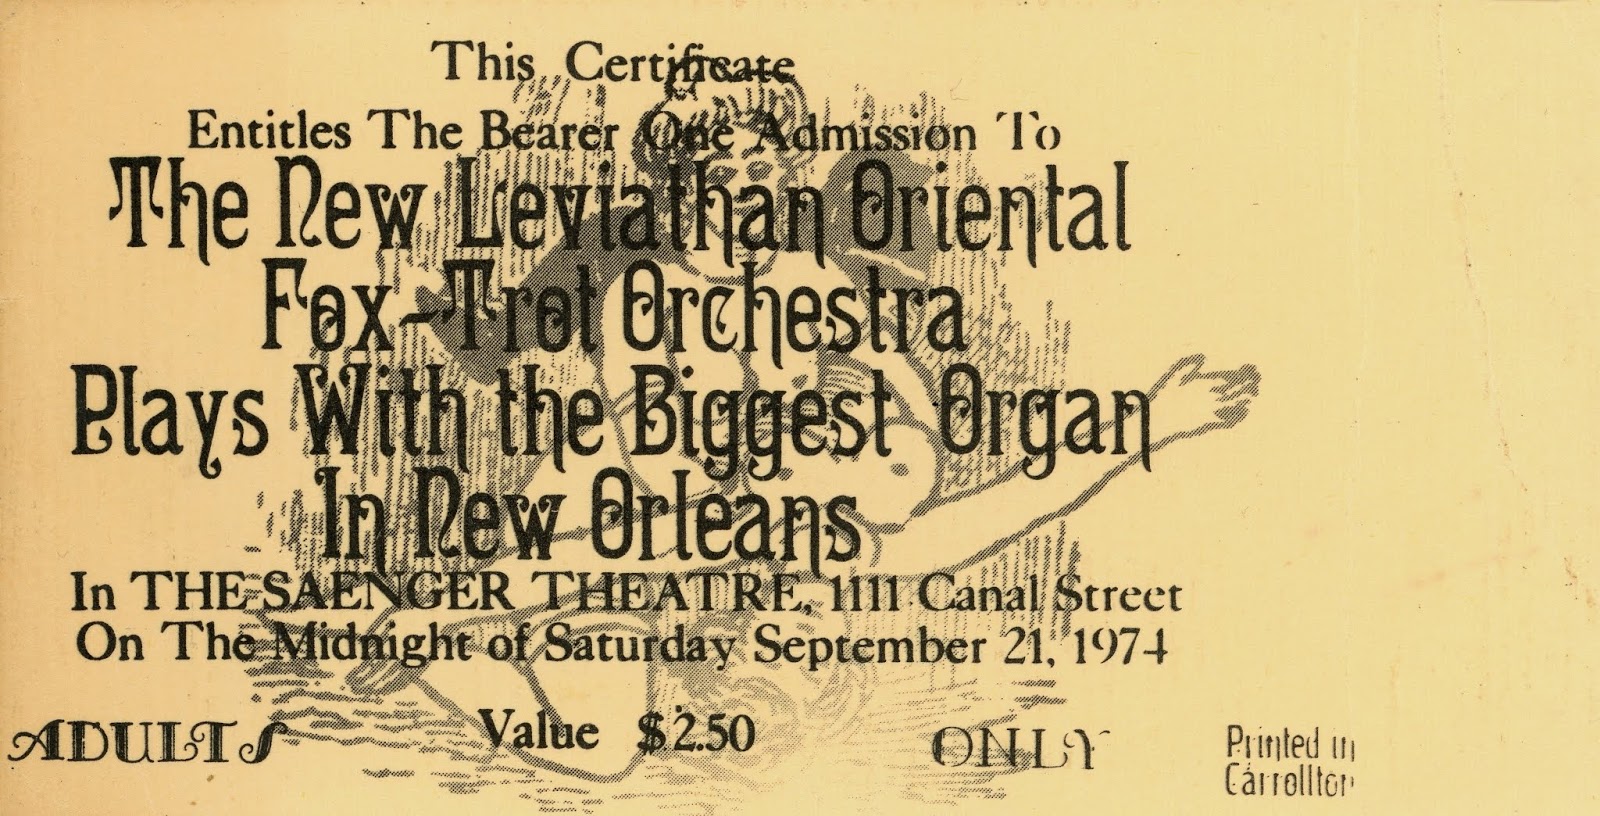 This Certificate
Entitles The Bearer One Admission To
The New Leviathan Oriental
Fox-Trot Orchestra
Plays With the Biggest Organ
In New Orleans
In THE SAENGER THEATRE, 1111 Canal Street
On The Midnight of Saturday September 21, 1974
ADULTS Value $2.50 ONLY
Printed in
Carrollton